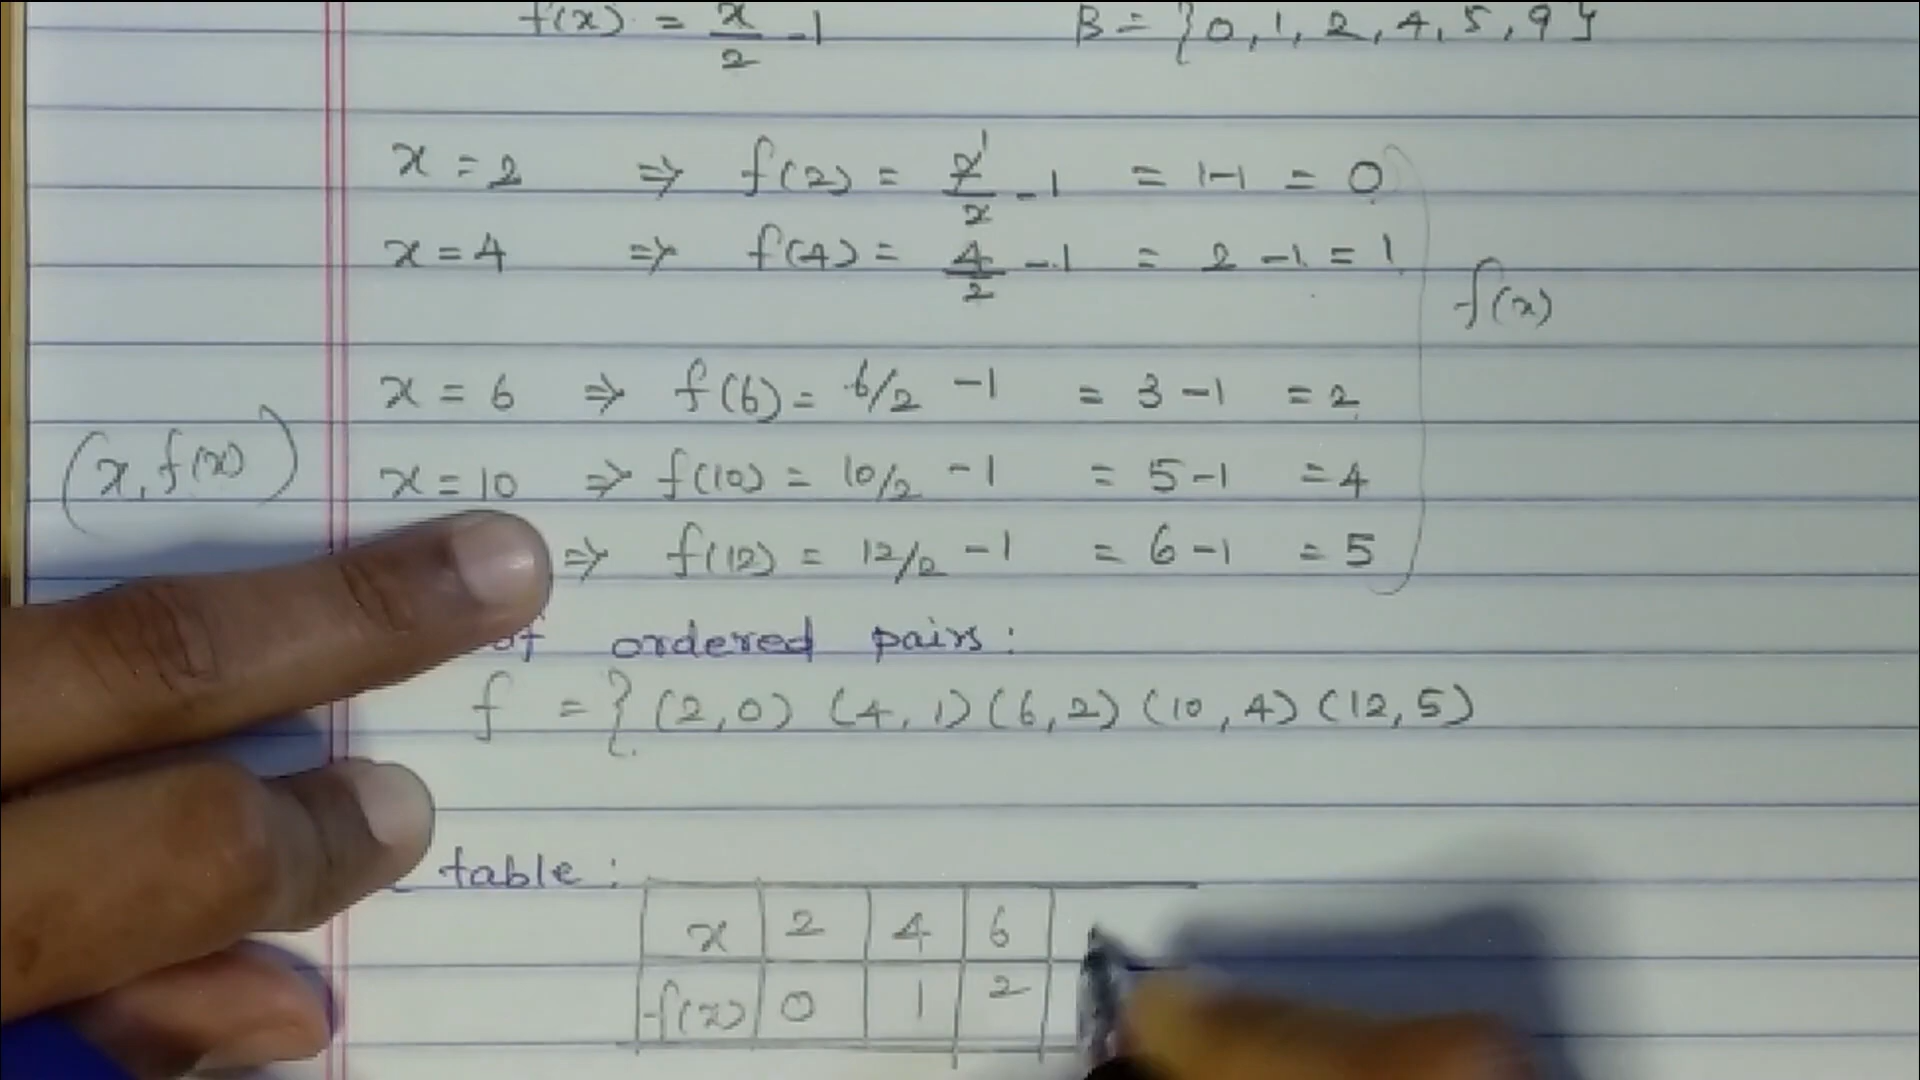 f(x) = x/2 - 1 B = {0, 1, 2, 4, 5, 9}
x = 2 ⇒ f(2) = 2/2 - 1 = 1-1 = 0
x = 4 ⇒ f(4) = 4/2 - 1 = 2 - 1 = 1
f(x)
x = 6 ⇒ f(6) = 6/2 - 1 = 3 - 1 = 2
(x, f(x)) x = 10 ⇒ f(10) = 10/2 - 1 = 5 - 1 = 4
⇒ f(12) = 12/2 - 1 = 6 - 1 = 5
of ordered pairs:
f = {(2,0) (4,1) (6,2) (10,4) (12,5)
table:
x 2 4 6
f(x) 0 1 2